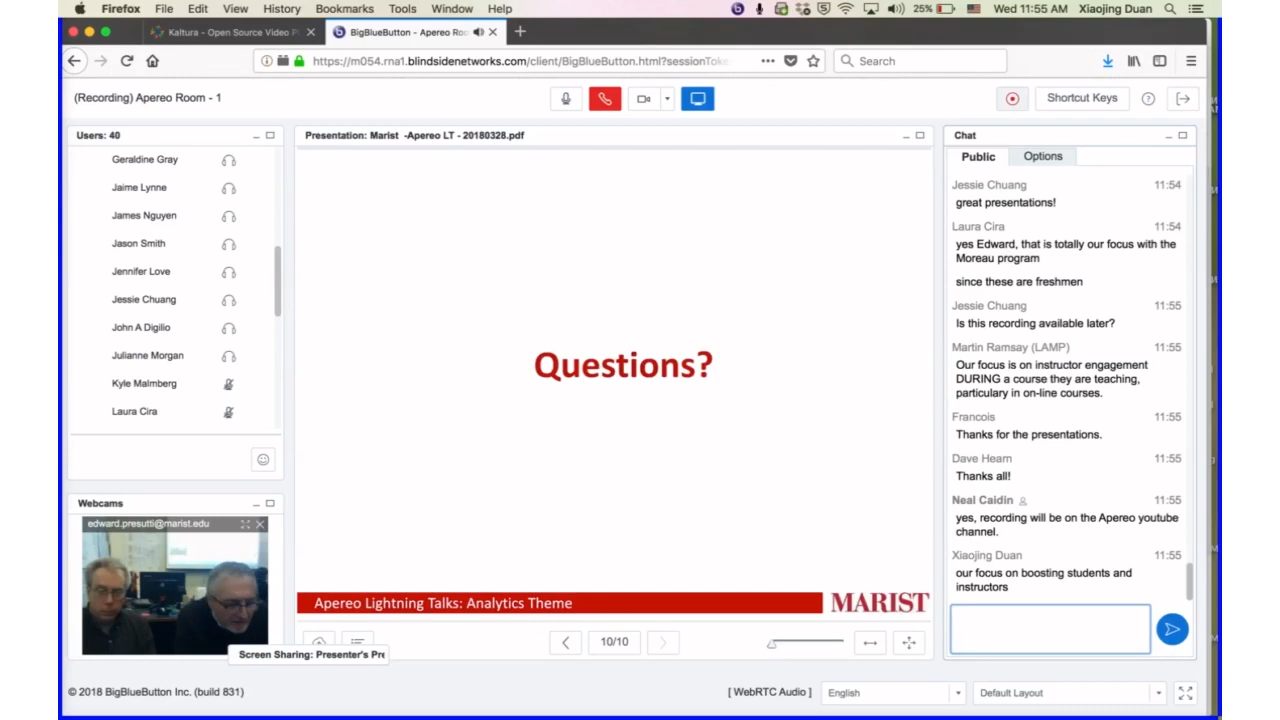 Firefox File Edit View History Bookmarks Tools Window Help 25% Wed 11:55 AM Xiaojing Duan
Kaltura - Open Source Video
BigBlueButton - Apereo Roo
https://m054.rna1.blindsidenetworks.com/client/BigBlueButton.html?sessionToke
Search
(Recording) Apereo Room - 1
Shortcut Keys
Users: 40
Geraldine Gray
Jaime Lynne
James Nguyen
Jason Smith
Jennifer Love
Jessie Chuang
John A Digilio
Julianne Morgan
Kyle Malmberg
Laura Cira
Webcams
edward.presutti@marist.edu
Screen Sharing: Presenter's Pre
Presentation: Marist -Apereo LT - 20180328.pdf
Questions?
Apereo Lightning Talks: Analytics Theme
MARIST
10/10
Chat
Public Options
Jessie Chuang 11:54
great presentations!
Laura Cira 11:54
yes Edward, that is totally our focus with the
Moreau program
since these are freshmen
Jessie Chuang 11:55
Is this recording available later?
Martin Ramsay (LAMP) 11:55
Our focus is on instructor engagement
DURING a course they are teaching,
particulary in on-line courses.
Francois 11:55
Thanks for the presentations.
Dave Hearn 11:55
Thanks all!
Neal Caidin 11:55
yes, recording will be on the Apereo youtube
channel.
Xiaojing Duan 11:55
our focus on boosting students and
instructors
© 2018 BigBlueButton Inc. (build 831)
[ WebRTC Audio ]
English
Default Layout